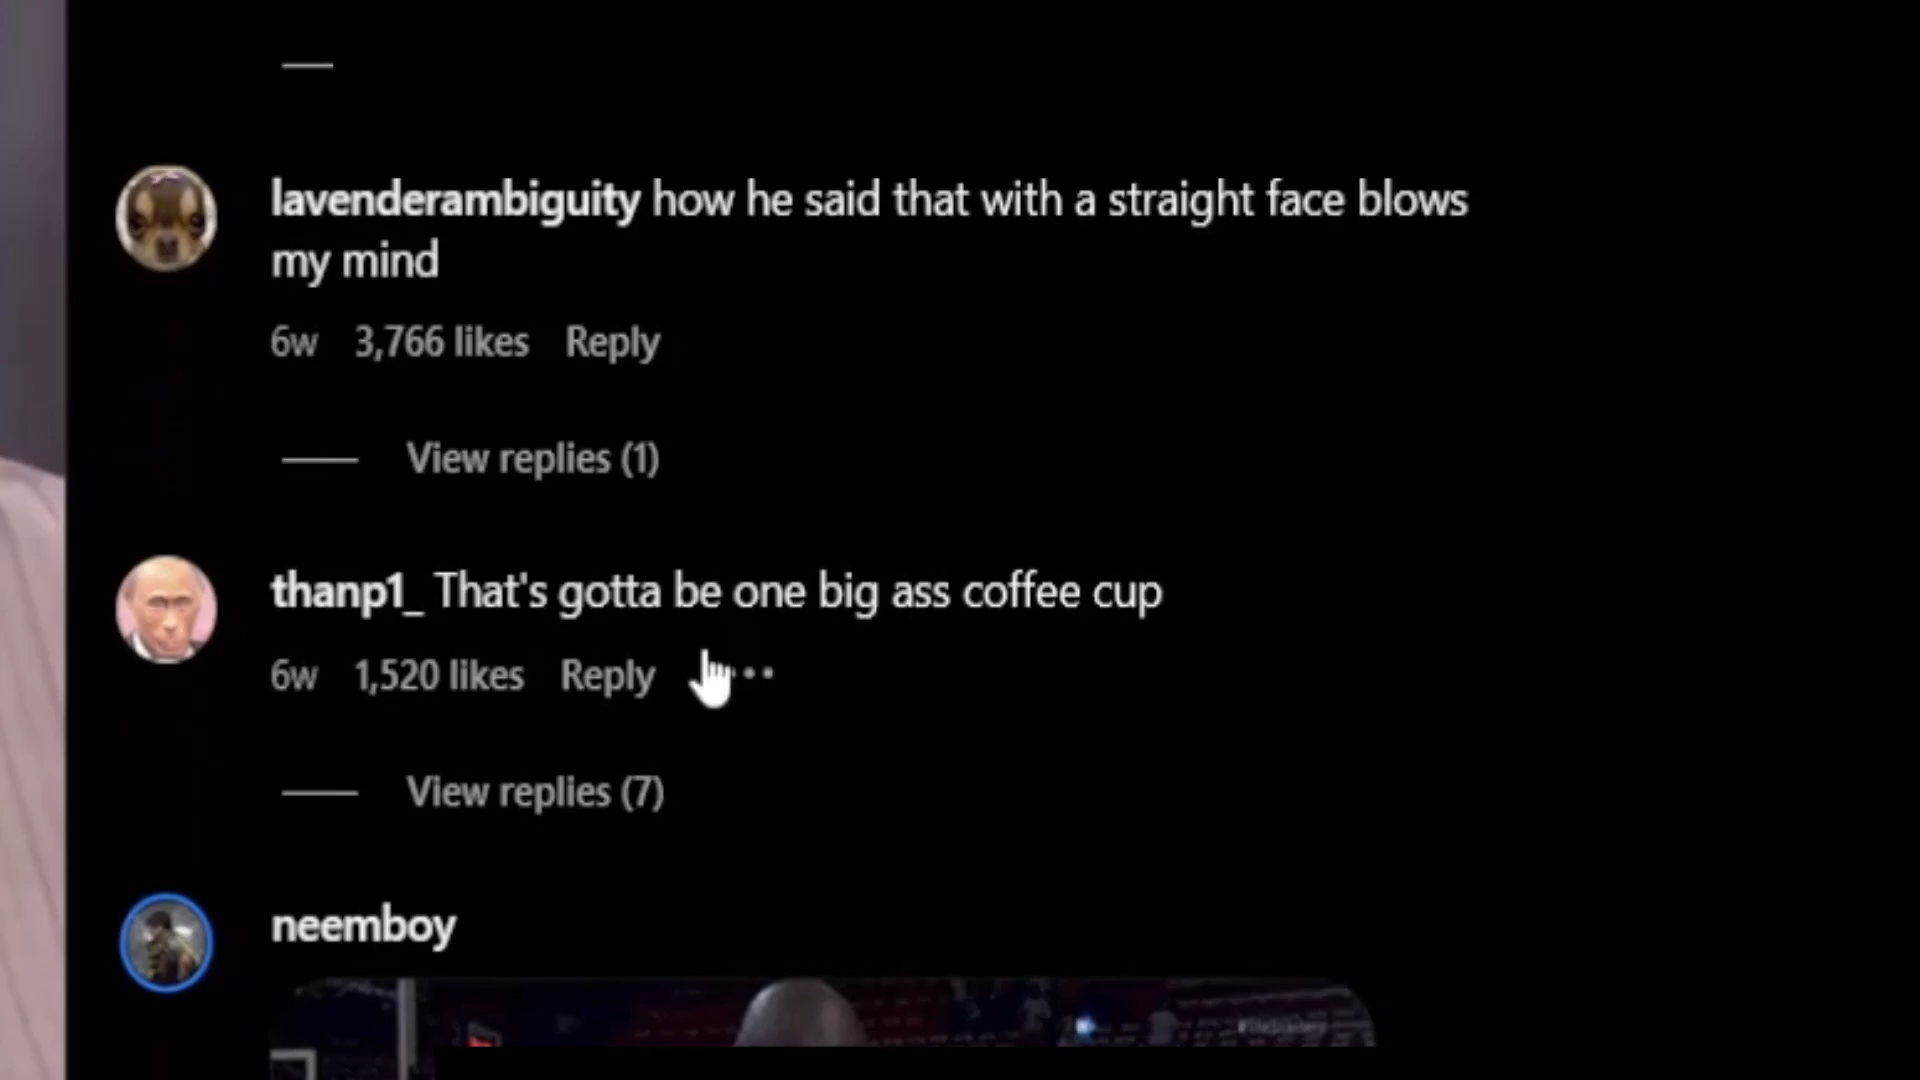 lavenderambiguity how he said that with a straight face blows
my mind
6w 3,766 likes Reply
View replies (1)
thanp1_ That's gotta be one big ass coffee cup
6w 1,520 likes Reply •••
View replies (7)
neemboy